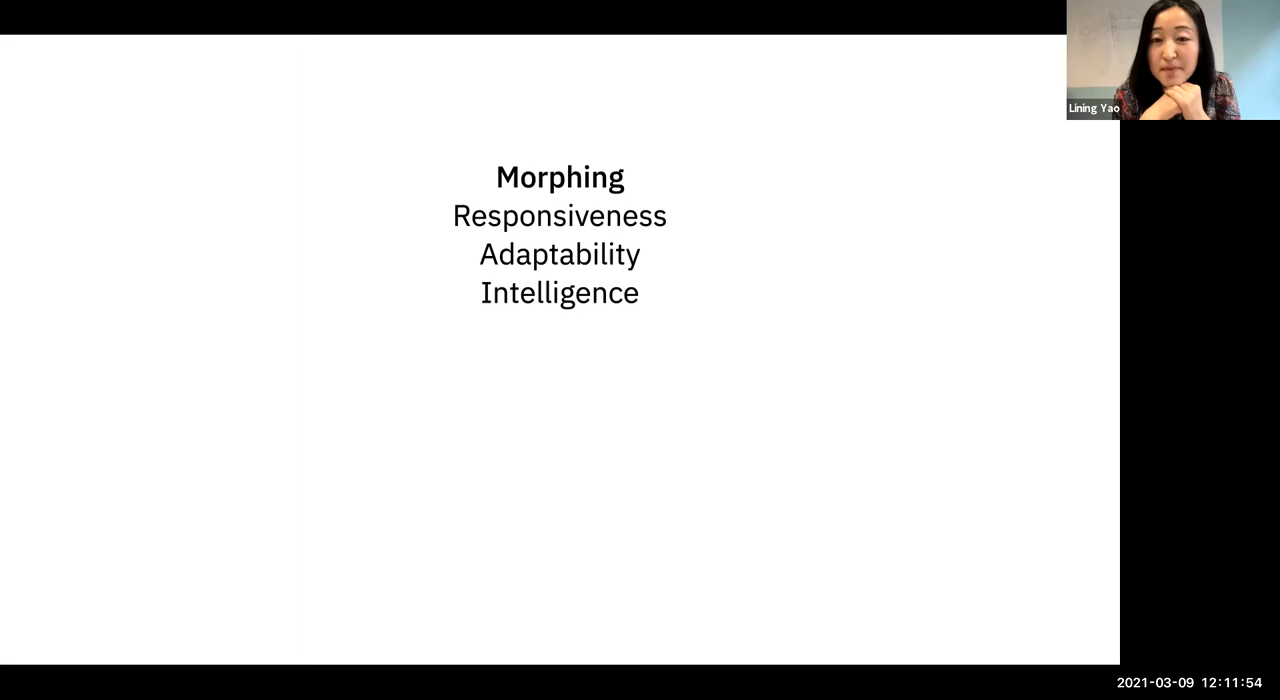 Lining Yao
Morphing
Responsiveness
Adaptability
Intelligence
2021-03-09 12:11:54